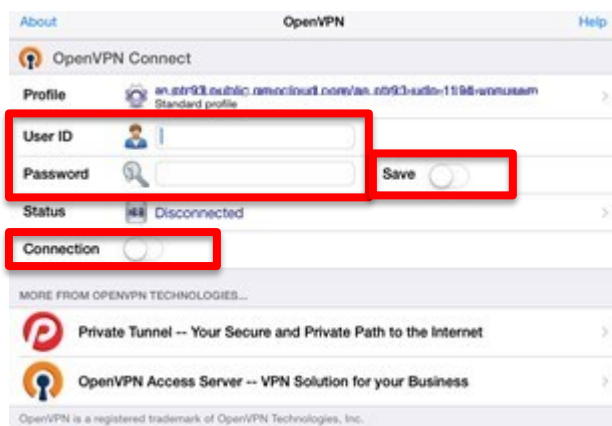 About OpenVPN Help
OpenVPN Connect
Profile
Standard profile
User ID
Password Save
Status Disconnected
Connection
MORE FROM OPENVPN TECHNOLOGIES...
Private Tunnel -- Your Secure and Private Path to the Internet
OpenVPN Access Server -- VPN Solution for your Business
OpenVPN is a registered trademark of OpenVPN Technologies, Inc.